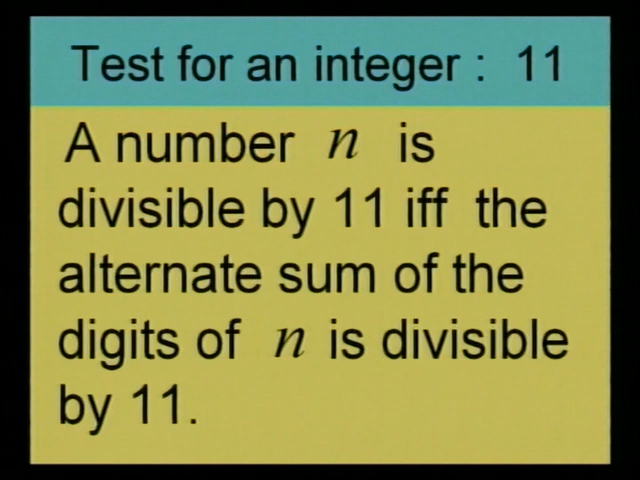 Test for an integer : 11
A number n is
divisible by 11 iff the
alternate sum of the
digits of n is divisible
by 11.